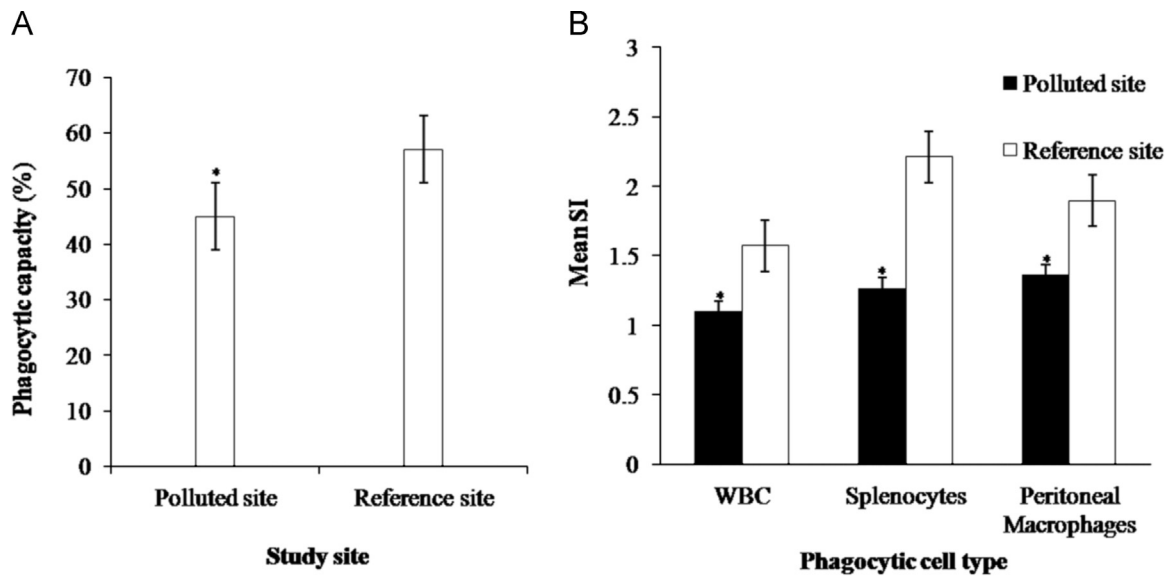 A
Phagocytic capacity (%)
70
60
50
40
30
20
10
0
*
Polluted site
Reference site
Study site
B
Mean SI
3
2.5
2
1.5
1
0.5
0
Polluted site
Reference site
*
*
*
WBC
Splenocytes
Peritoneal
Macrophages
Phagocytic cell type